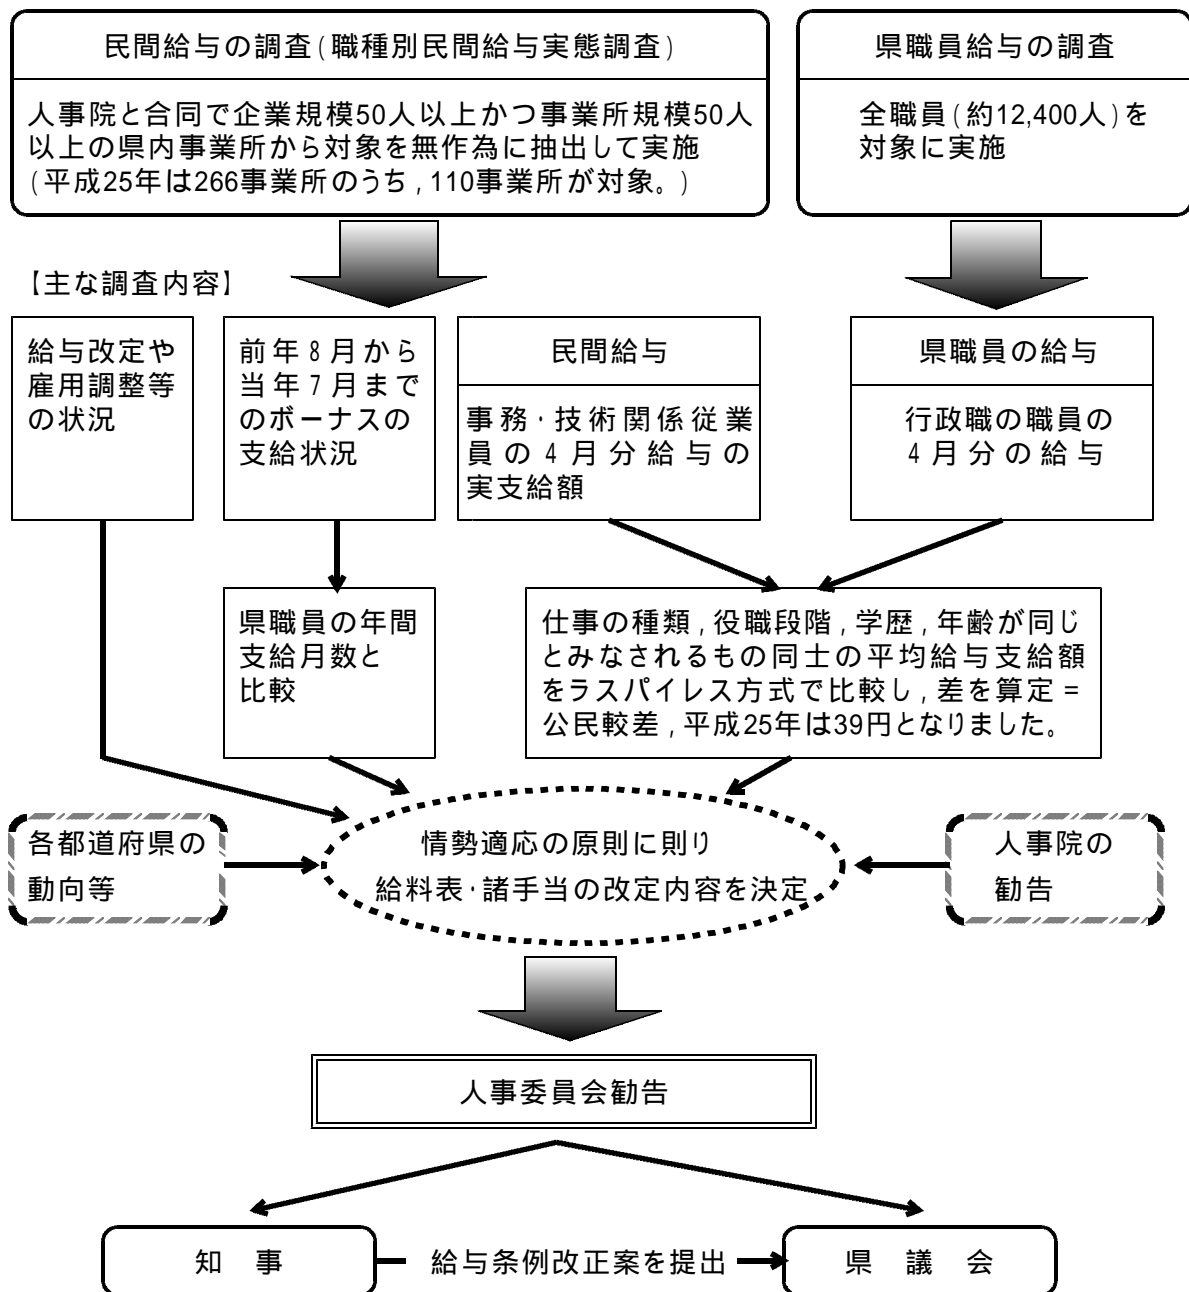 民間給与の調査(職種別民間給与実態調査)
人事院と合同で企業規模50人以上かつ事業所規模50人
以上の県内事業所から対象を無作為に抽出して実施
(平成25年は266事業所のうち,110事業所が対象。)
県職員給与の調査
全職員(約12,400人)を
対象に実施
【主な調査内容】
給与改定や
雇用調整等
の状況
前年8月から
当年7月まで
のボーナスの
支給状況
民間給与
事務・技術関係従業
員の4月分給与の
実支給額
県職員の給与
行政職の職員の
4月分の給与
県職員の年間
支給月数と
比較
仕事の種類,役職段階,学歴,年齢が同じ
とみなされるもの同士の平均給与支給額
をラスパイレス方式で比較し,差を算定=
公民較差,平成25年は39円となりました。
各都道府県の
動向等
情勢適応の原則に則り
給料表・諸手当の改定内容を決定
人事院の
勧告
人事委員会勧告
知 事
給与条例改正案を提出
県 議 会